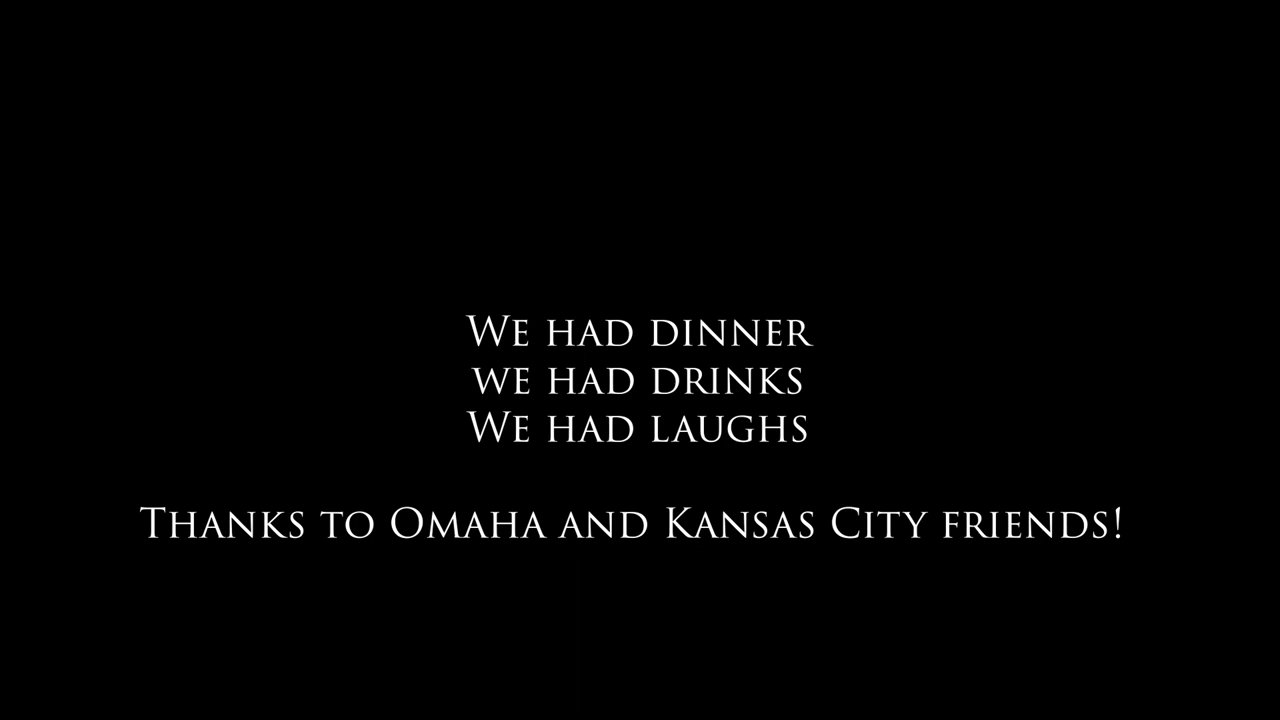 We had dinner
we had drinks
We had laughs
Thanks to Omaha and Kansas City friends!